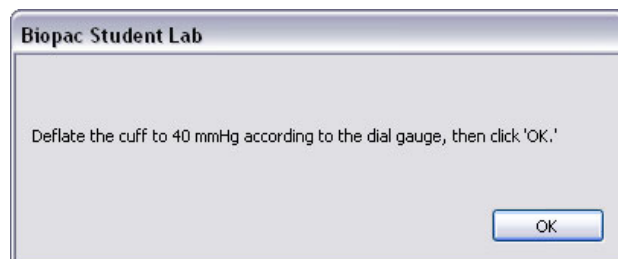 Biopac Student Lab
Deflate the cuff to 40 mmHg according to the dial gauge, then click 'OK.'
OK